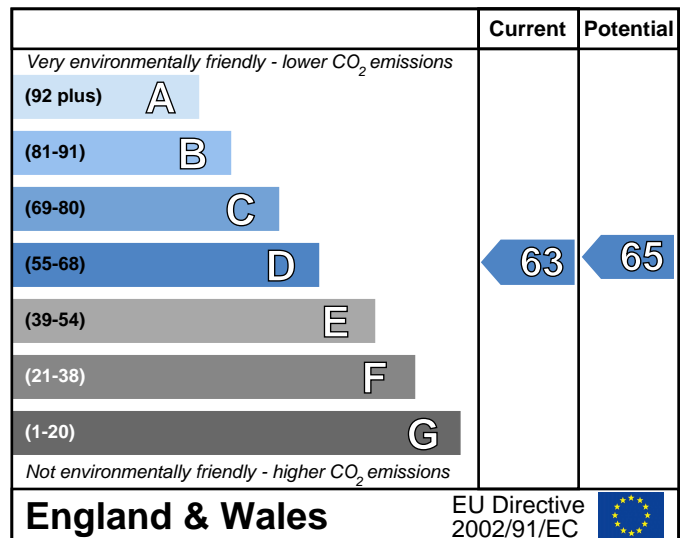 Current Potential
Very environmentally friendly - lower CO2 emissions
(92 plus) A
(81-91) B
(69-80) C
(55-68) D 63 65
(39-54) E
(21-38) F
(1-20) G
Not environmentally friendly - higher CO2 emissions
England & Wales
EU Directive
2002/91/EC